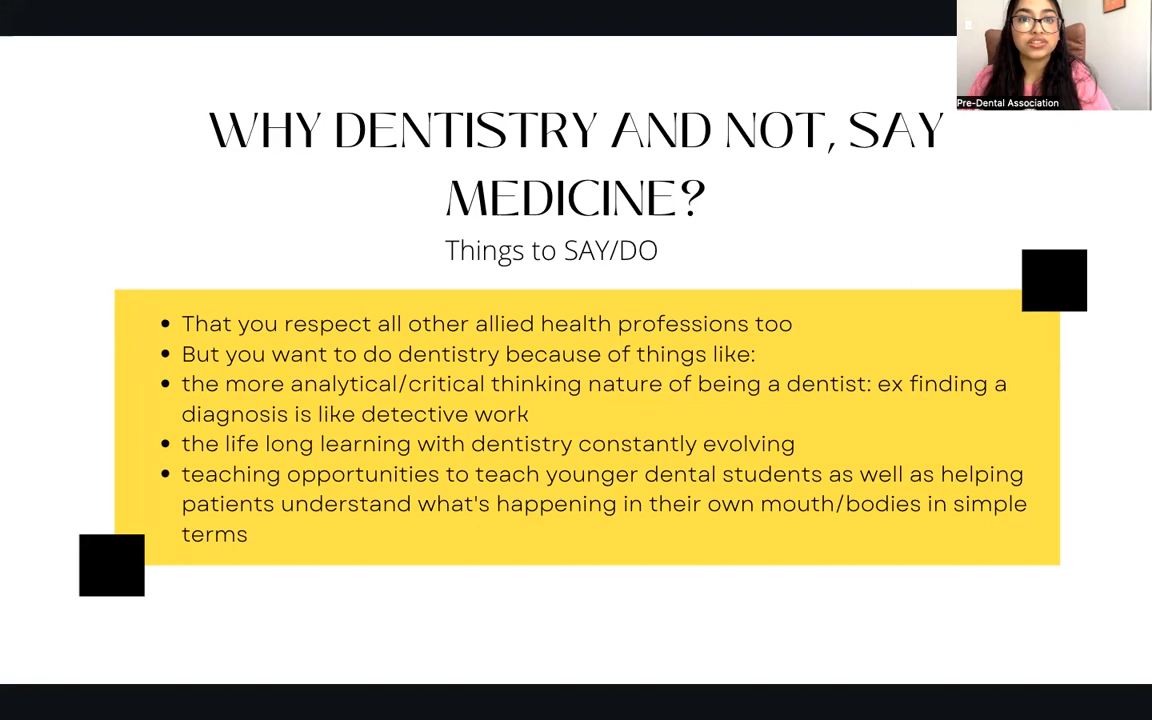 Pre-Dental Association
WHY DENTISTRY AND NOT, SAY
MEDICINE?
Things to SAY/DO
• That you respect all other allied health professions too
• But you want to do dentistry because of things like:
• the more analytical/critical thinking nature of being a dentist: ex finding a
diagnosis is like detective work
• the life long learning with dentistry constantly evolving
• teaching opportunities to teach younger dental students as well as helping
patients understand what's happening in their own mouth/bodies in simple
terms